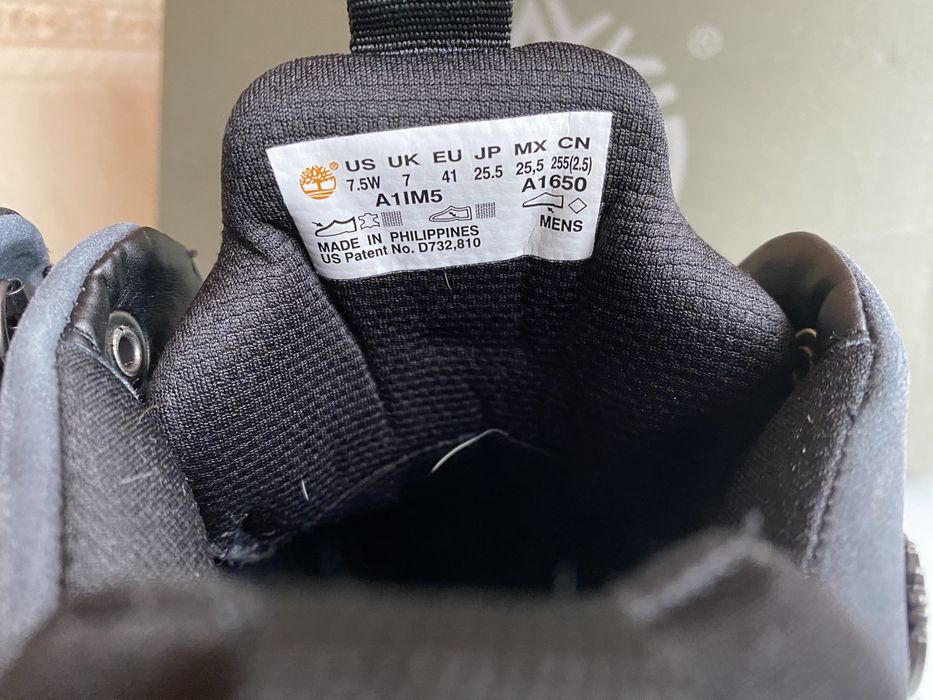 ® US UK EU JP MX CN
7.5W 7 41 25.5 25,5 255(2.5)
A1IM5 A1650
MADE IN PHILIPPINES MENS
US Patent No. D732,810
®